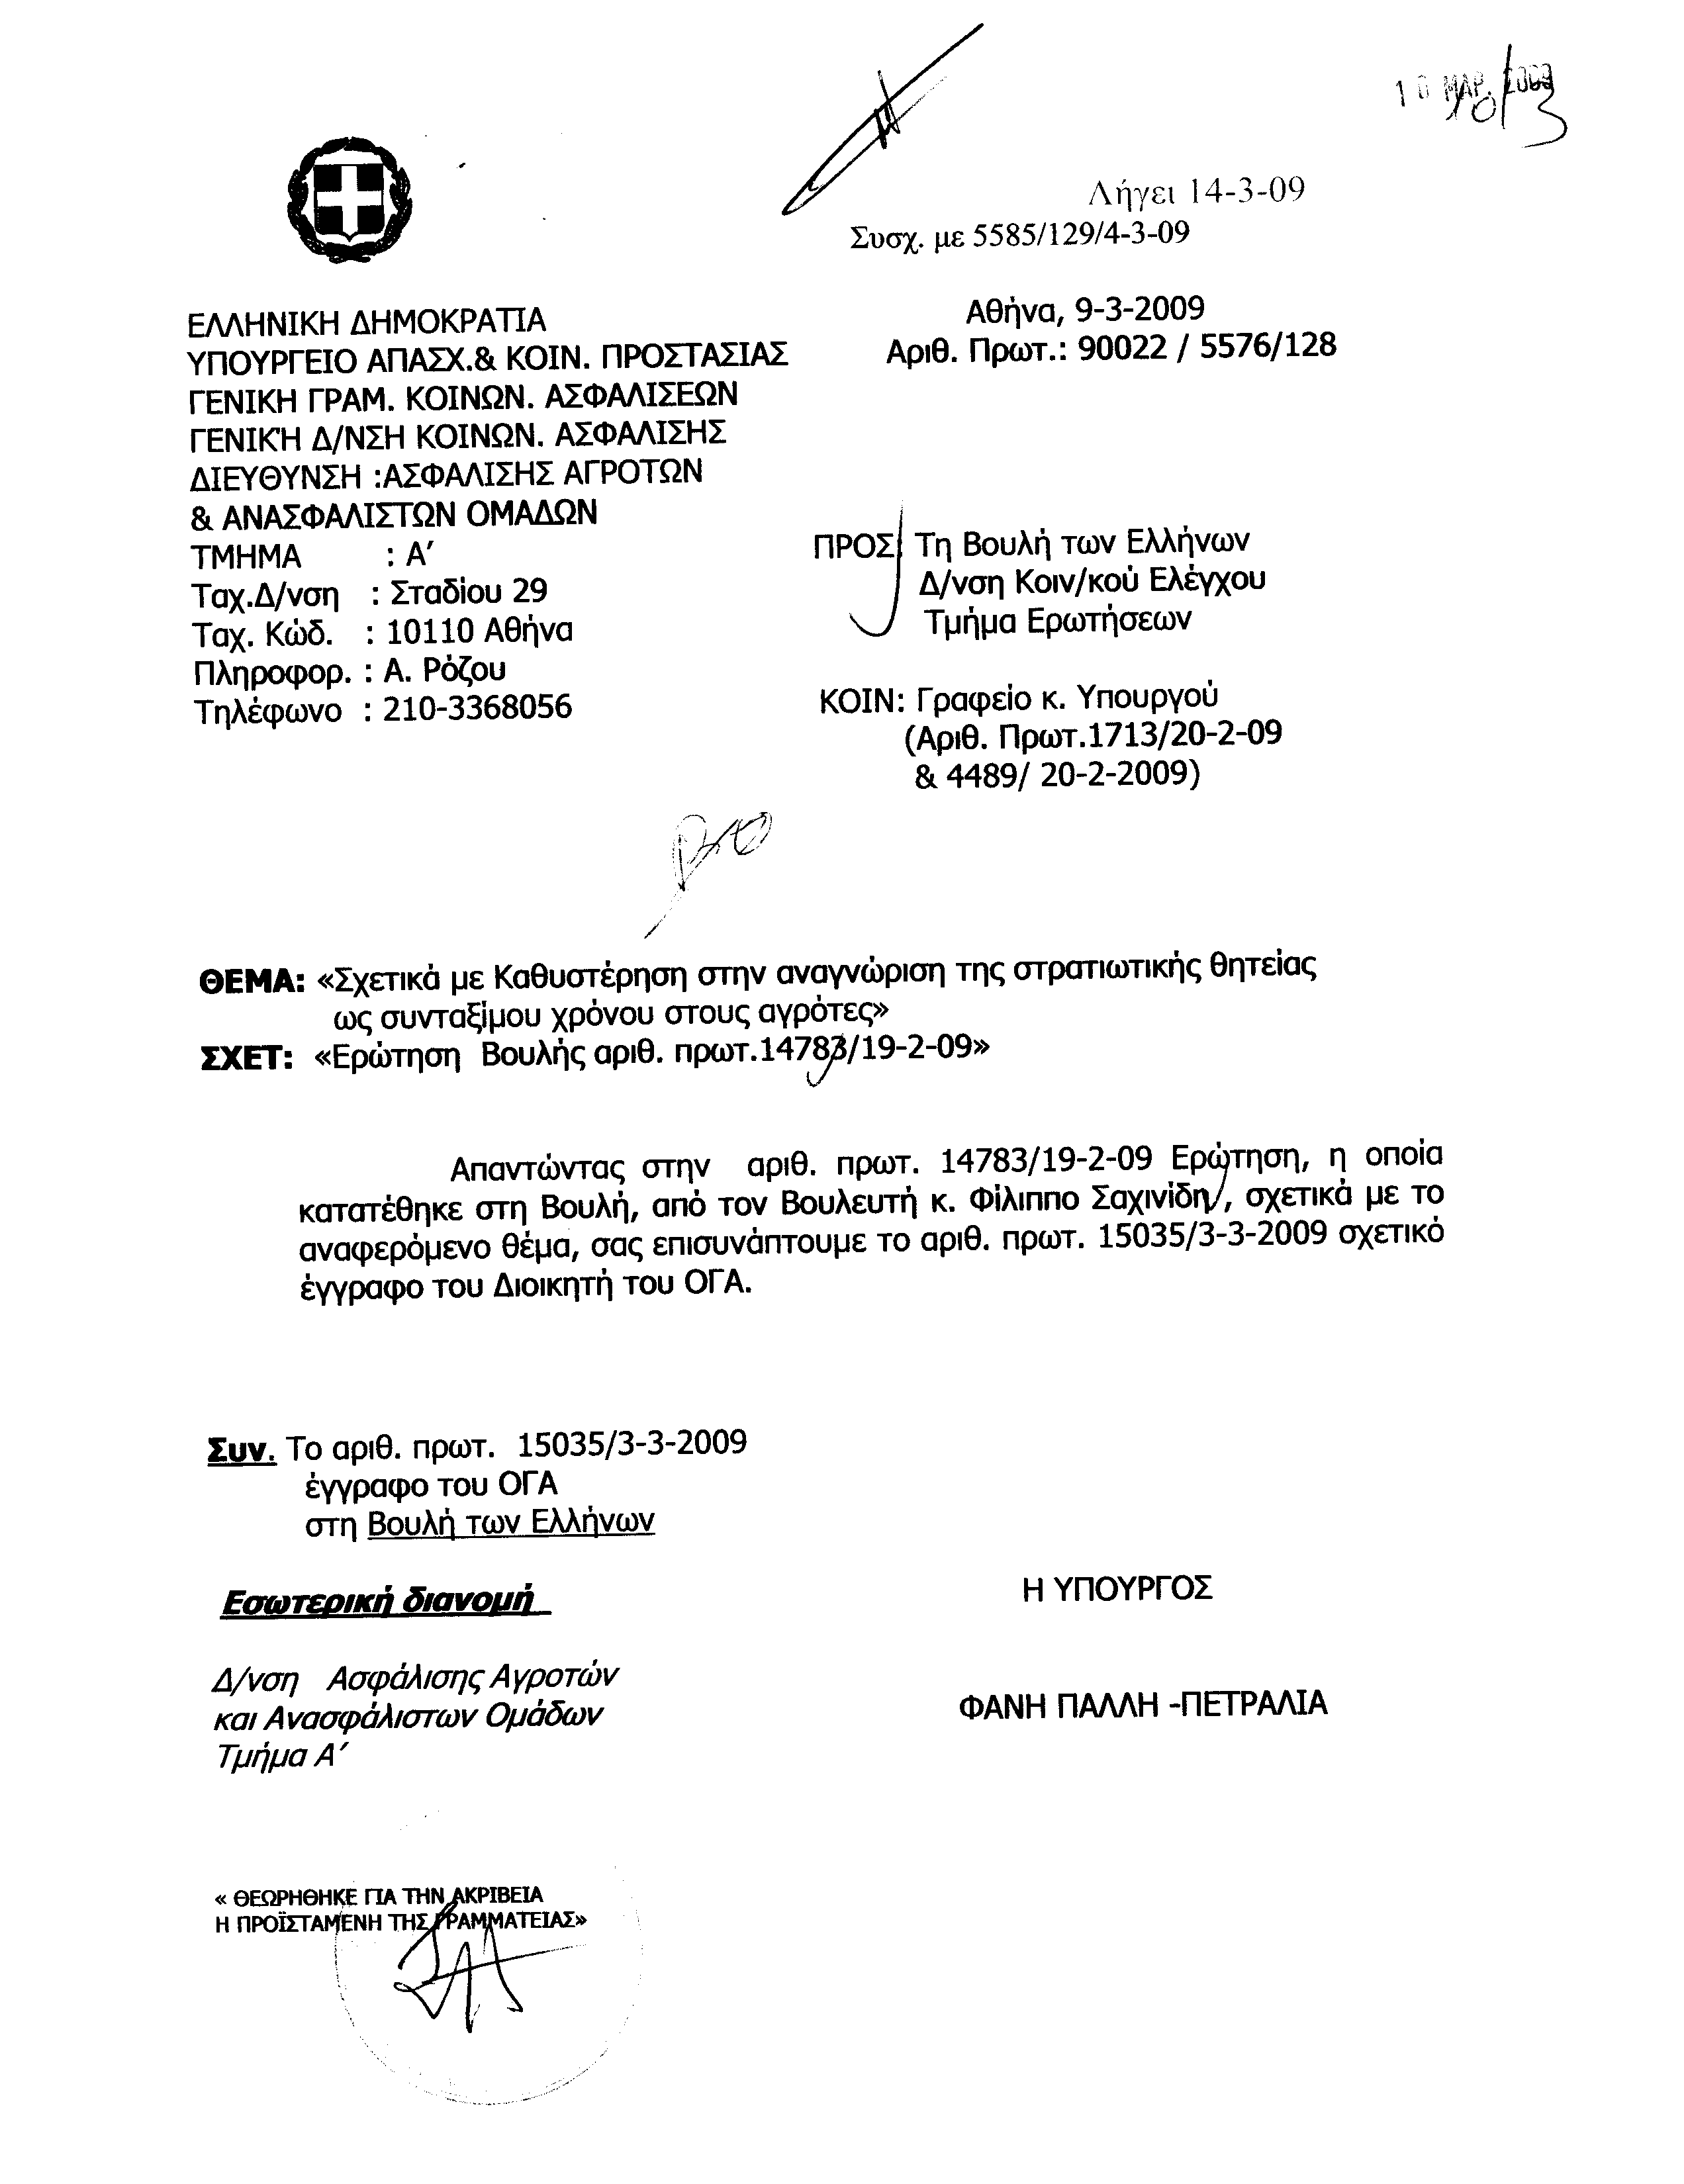 10 ΜΑΡ. 2009
10/3
Λήγει 14-3-09
Συσχ. με 5585/129/4-3-09
ΕΛΛΗΝΙΚΗ ΔΗΜΟΚΡΑΤΙΑ
ΥΠΟΥΡΓΕΙΟ ΑΠΑΣΧ.& ΚΟΙΝ. ΠΡΟΣΤΑΣΙΑΣ
ΓΕΝΙΚΗ ΓΡΑΜ. ΚΟΙΝΩΝ. ΑΣΦΑΛΙΣΕΩΝ
ΓΕΝΙΚΉ Δ/ΝΣΗ ΚΟΙΝΩΝ. ΑΣΦΑΛΙΣΗΣ
ΔΙΕΥΘΥΝΣΗ :ΑΣΦΑΛΙΣΗΣ ΑΓΡΟΤΩΝ
& ΑΝΑΣΦΑΛΙΣΤΩΝ ΟΜΑΔΩΝ
ΤΜΗΜΑ : Α΄
Ταχ.Δ/νση : Σταδίου 29
Ταχ. Κώδ. : 10110 Αθήνα
Πληροφορ. : Α. Ρόζου
Τηλέφωνο : 210-3368056
Αθήνα, 9-3-2009
Αριθ. Πρωτ.: 90022 / 5576/128
ΠΡΟΣ Τη Βουλή των Ελλήνων
Δ/νση Κοιν/κού Ελέγχου
Τμήμα Ερωτήσεων
ΚΟΙΝ: Γραφείο κ. Υπουργού
(Αριθ. Πρωτ.1713/20-2-09
& 4489/ 20-2-2009)
ΘΕΜΑ: «Σχετικά με Καθυστέρηση στην αναγνώριση της στρατιωτικής θητείας
ως συνταξίμου χρόνου στους αγρότες»
ΣΧΕΤ: «Ερώτηση Βουλής αριθ. πρωτ.14783/19-2-09»
Απαντώντας στην αριθ. πρωτ. 14783/19-2-09 Ερώτηση, η οποία
κατατέθηκε στη Βουλή, από τον Βουλευτή κ. Φίλιππο Σαχινίδη, σχετικά με το
αναφερόμενο θέμα, σας επισυνάπτουμε το αριθ. πρωτ. 15035/3-3-2009 σχετικό
έγγραφο του Διοικητή του ΟΓΑ.
Συν. Το αριθ. πρωτ. 15035/3-3-2009
έγγραφο του ΟΓΑ
στη Βουλή των Ελλήνων
Εσωτερική διανομή
Δ/νση Ασφάλισης Αγροτών
και Ανασφάλιστων Ομάδων
Τμήμα Α΄
Η ΥΠΟΥΡΓΟΣ
ΦΑΝΗ ΠΑΛΛΗ -ΠΕΤΡΑΛΙΑ
« ΘΕΩΡΗΘΗΚΕ ΓΙΑ ΤΗΝ ΑΚΡΙΒΕΙΑ
Η ΠΡΟΪΣΤΑΜΕΝΗ ΤΗΣ ΓΡΑΜΜΑΤΕΙΑΣ»